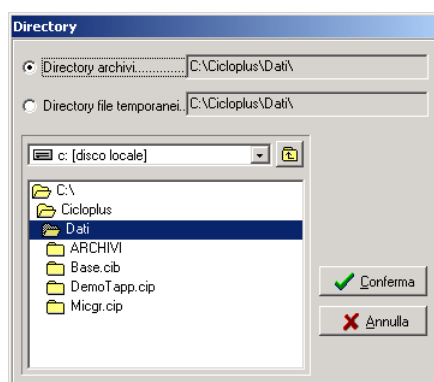 Directory
Directory archivi............. C:\Cicloplus\Dati\
Directory file temporanei.. C:\Cicloplus\Dati\
c: [disco locale]
C:\
Cicloplus
Dati
ARCHIVI
Base.cib
DemoTapp.cip
Micgr.cip
Conferma
Annulla